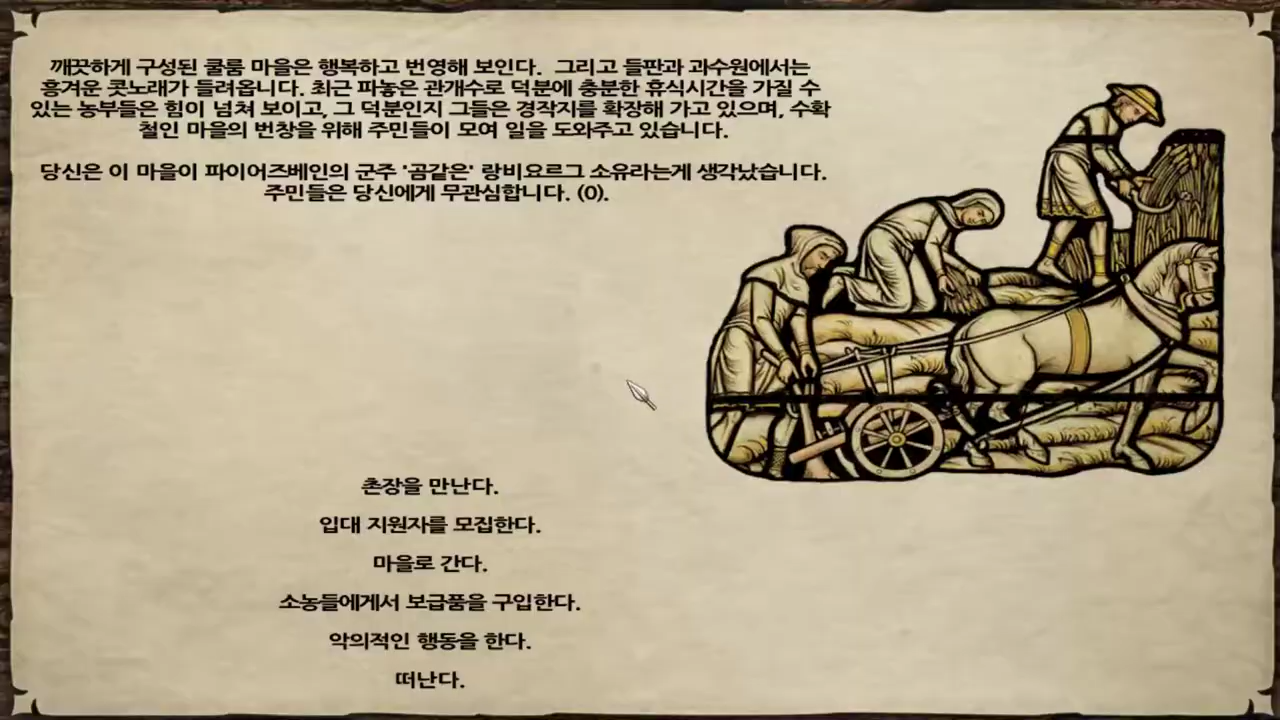 깨끗하게 구성된 쿨룸 마을은 행복하고 번영해 보인다.  그리고 들판과 과수원에서는
흥겨운 콧노래가 들려옵니다. 최근 파놓은 관개수로 덕분에 충분한 휴식시간을 가질 수
있는 농부들은 힘이 넘쳐 보이고, 그 덕분인지 그들은 경작지를 확장해 가고 있으며, 수확
철인 마을의 번창을 위해 주민들이 모여 일을 도와주고 있습니다.
당신은 이 마을이 파이어즈베인의 군주 '곰같은' 랑비요르그 소유라는게 생각났습니다.
주민들은 당신에게 무관심합니다. (0).
촌장을 만난다.
입대 지원자를 모집한다.
마을로 간다.
소농들에게서 보급품을 구입한다.
악의적인 행동을 한다.
떠난다.